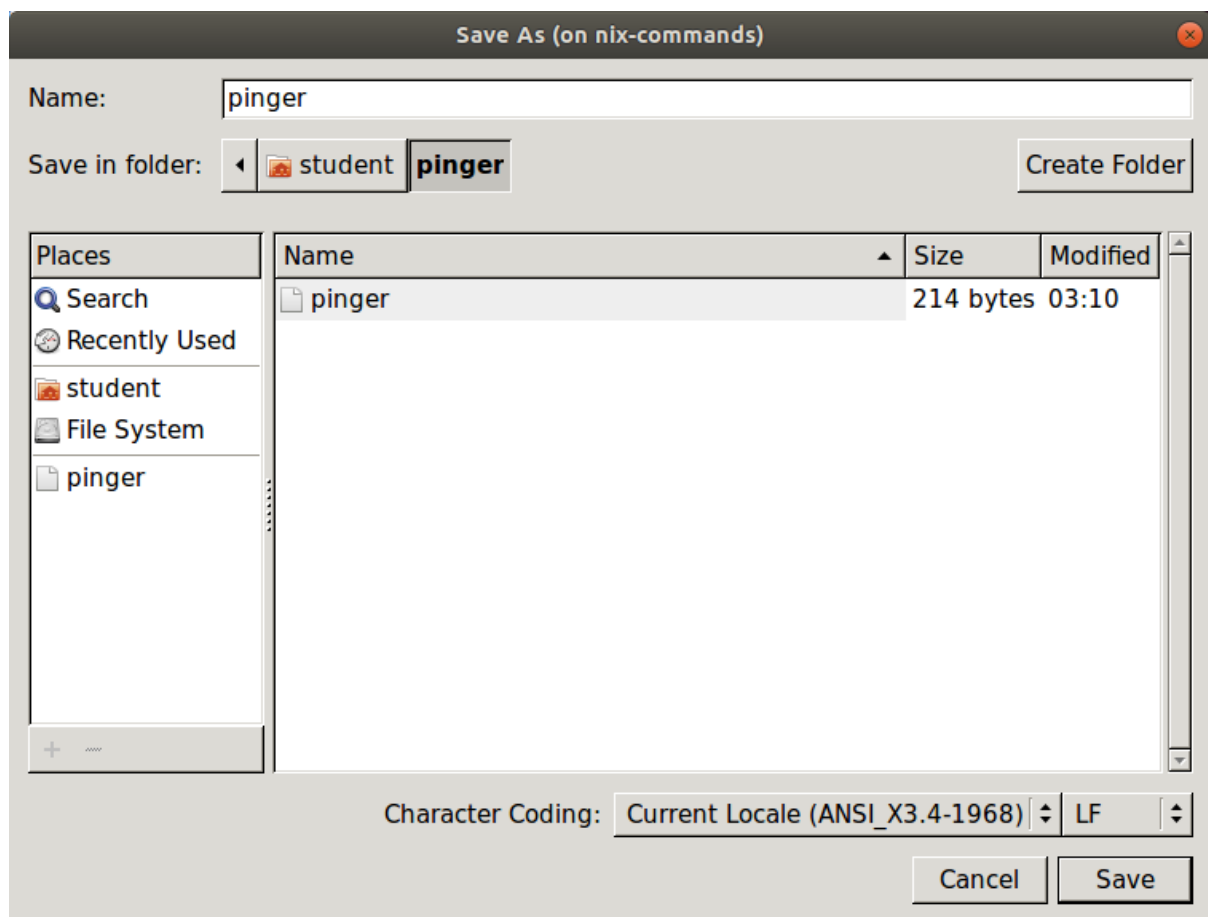 Save As (on nix-commands)
Name: pinger
Save in folder: student pinger Create Folder
Places
Search
Recently Used
student
File System
pinger
Name Size Modified
pinger 214 bytes 03:10
Character Coding: Current Locale (ANSI_X3.4-1968) LF
Cancel Save